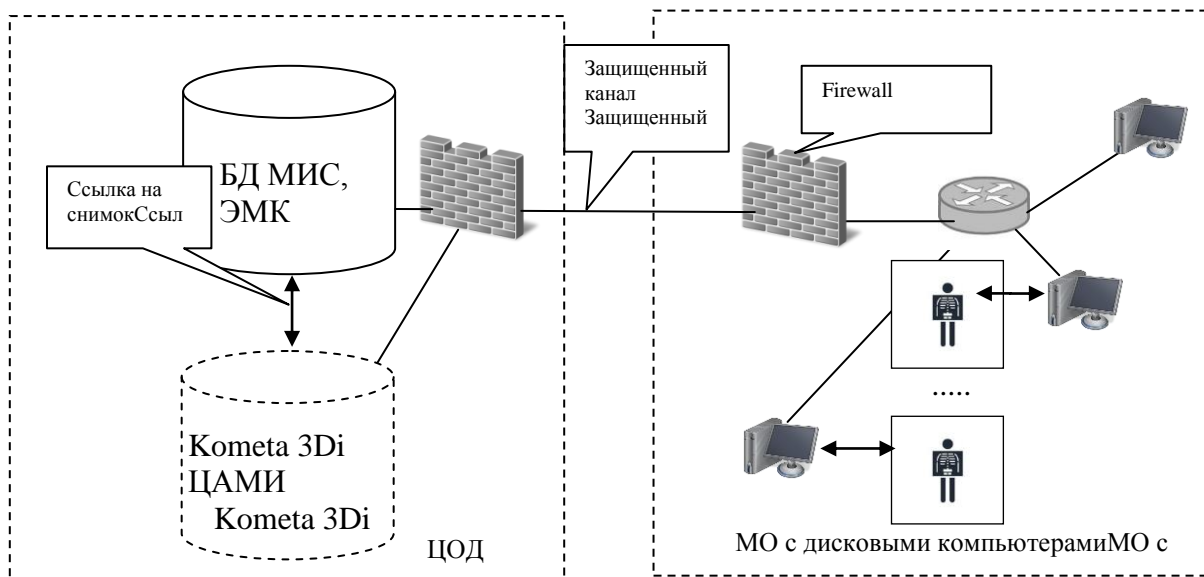 Защищенный
канал
Защищенный
Firewall
БД МИС,
ЭМК
Ссылка на
снимокСсыл
.....
Kometa 3Di
ЦАМИ
Kometa 3Di
ЦОД
МО с дисковыми компьютерамиМО с